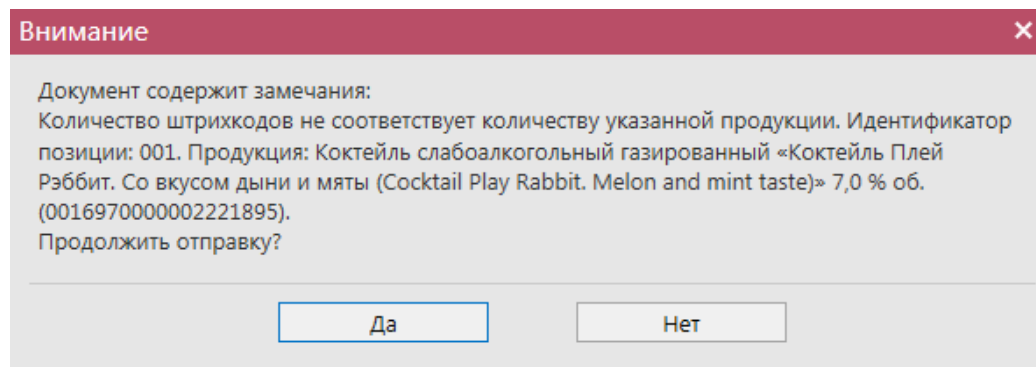 Внимание
Документ содержит замечания:
Количество штрихкодов не соответствует количеству указанной продукции. Идентификатор
позиции: 001. Продукция: Коктейль слабоалкогольный газированный «Коктейль Плей
Рэббит. Со вкусом дыни и мяты (Cocktail Play Rabbit. Melon and mint taste)» 7,0 % об.
(0016970000002221895).
Продолжить отправку?
Да
Нет